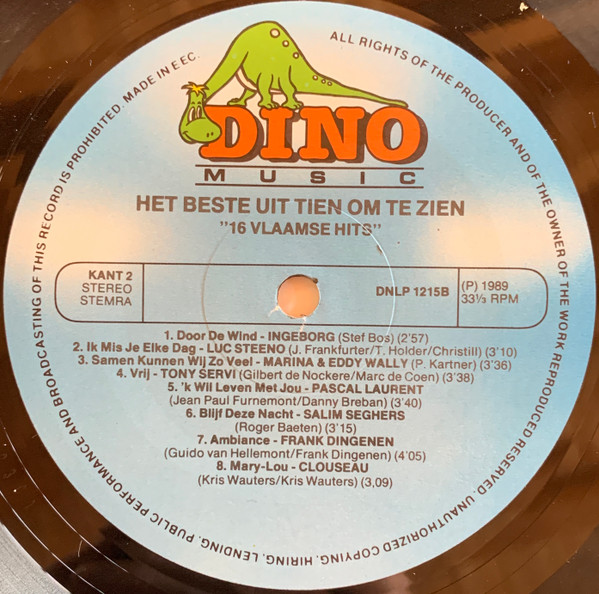 ALL RIGHTS OF THE PRODUCER AND OF THE OWNER OF THE WORK REPRODUCED RESERVED. UNAUTHORIZED COPYING. HIRING. LENDING. PUBLIC PERFORMANCE AND BROADCASTING OF THIS RECORD IS PROHIBITED. MADE IN EEC.
DINO
MUSIC
HET BESTE UIT TIEN OM TE ZIEN
"16 VLAAMSE HITS"
KANT 2
STEREO
STEMRA
DNLP 1215B
(P) 1989
33⅓ RPM
1. Door De Wind - INGEBORG (Stef Bos) (2'57)
2. Ik Mis Je Elke Dag - LUC STEENO (J. Frankfurter/T. Holder/Christill) (3'10)
3. Samen Kunnen Wij Zo Veel - MARINA & EDDY WALLY (P. Kartner) (3'36)
4. Vrij - TONY SERVI (Gilbert de Nockere/Marc de Coen) (3'38)
5. 'k Wil Leven Met Jou - PASCAL LAURENT
(Jean Paul Furnemont/Danny Breban) (3'40)
6. Blijf Deze Nacht - SALIM SEGHERS
(Roger Baeten) (3'15)
7. Ambiance - FRANK DINGENEN
(Guido van Hellemont/Frank Dingenen) (4'05)
8. Mary-Lou - CLOUSEAU
(Kris Wauters/Kris Wauters) (3,09)